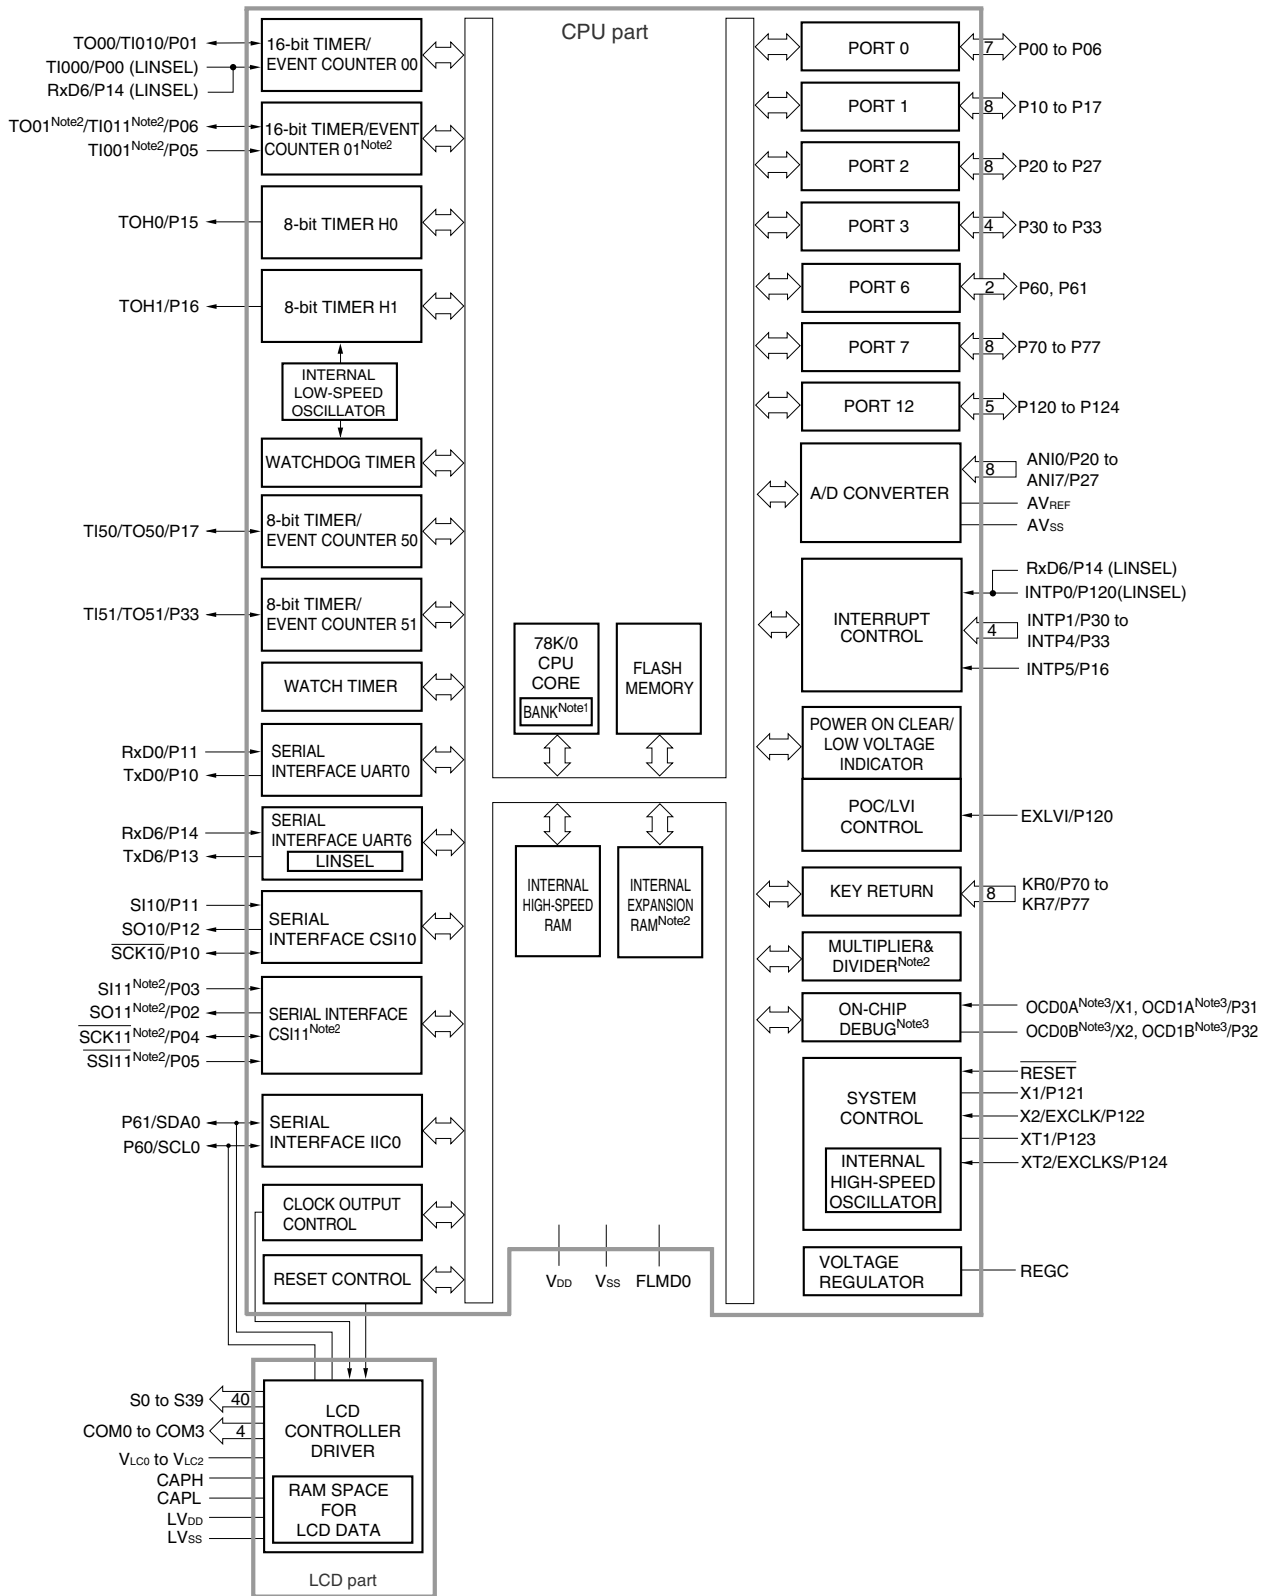 CPU part
TO00/TI010/P01
TI000/P00 (LINSEL)
RxD6/P14 (LINSEL)
16-bit TIMER/
EVENT COUNTER 00
TO01Note2/TI011Note2/P06
TI001Note2/P05
16-bit TIMER/EVENT
COUNTER 01Note2
TOH0/P15
8-bit TIMER H0
TOH1/P16
8-bit TIMER H1
INTERNAL
LOW-SPEED
OSCILLATOR
WATCHDOG TIMER
TI50/TO50/P17
8-bit TIMER/
EVENT COUNTER 50
TI51/TO51/P33
8-bit TIMER/
EVENT COUNTER 51
WATCH TIMER
RxD0/P11
TxD0/P10
SERIAL
INTERFACE UART0
RxD6/P14
TxD6/P13
SERIAL
INTERFACE UART6
LINSEL
SI10/P11
SO10/P12
SCK10/P10
SERIAL
INTERFACE CSI10
SI11Note2/P03
SO11Note2/P02
SCK11Note2/P04
SSI11Note2/P05
SERIAL INTERFACE
CSI11Note2
P61/SDA0
P60/SCL0
SERIAL
INTERFACE IIC0
CLOCK OUTPUT
CONTROL
RESET CONTROL
78K/0
CPU
CORE
BANKNote1
FLASH
MEMORY
INTERNAL
HIGH-SPEED
RAM
INTERNAL
EXPANSION
RAMNote2
VDD
VSS
FLMD0
PORT 0
7
P00 to P06
PORT 1
8
P10 to P17
PORT 2
8
P20 to P27
PORT 3
4
P30 to P33
PORT 6
2
P60, P61
PORT 7
8
P70 to P77
PORT 12
5
P120 to P124
A/D CONVERTER
8
ANI0/P20 to
ANI7/P27
AVREF
AVSS
INTERRUPT
CONTROL
RxD6/P14 (LINSEL)
INTP0/P120(LINSEL)
4
INTP1/P30 to
INTP4/P33
INTP5/P16
POWER ON CLEAR/
LOW VOLTAGE
INDICATOR
POC/LVI
CONTROL
EXLVI/P120
KEY RETURN
8
KR0/P70 to
KR7/P77
MULTIPLIER&
DIVIDERNote2
ON-CHIP
DEBUGNote3
OCD0ANote3/X1, OCD1ANote3/P31
OCD0BNote3/X2, OCD1BNote3/P32
SYSTEM
CONTROL
INTERNAL
HIGH-SPEED
OSCILLATOR
RESET
X1/P121
X2/EXCLK/P122
XT1/P123
XT2/EXCLKS/P124
VOLTAGE
REGULATOR
REGC
S0 to S39
40
COM0 to COM3
4
VLC0 to VLC2
CAPH
CAPL
LVDD
LVSS
LCD
CONTROLLER
DRIVER
RAM SPACE
FOR
LCD DATA
LCD part